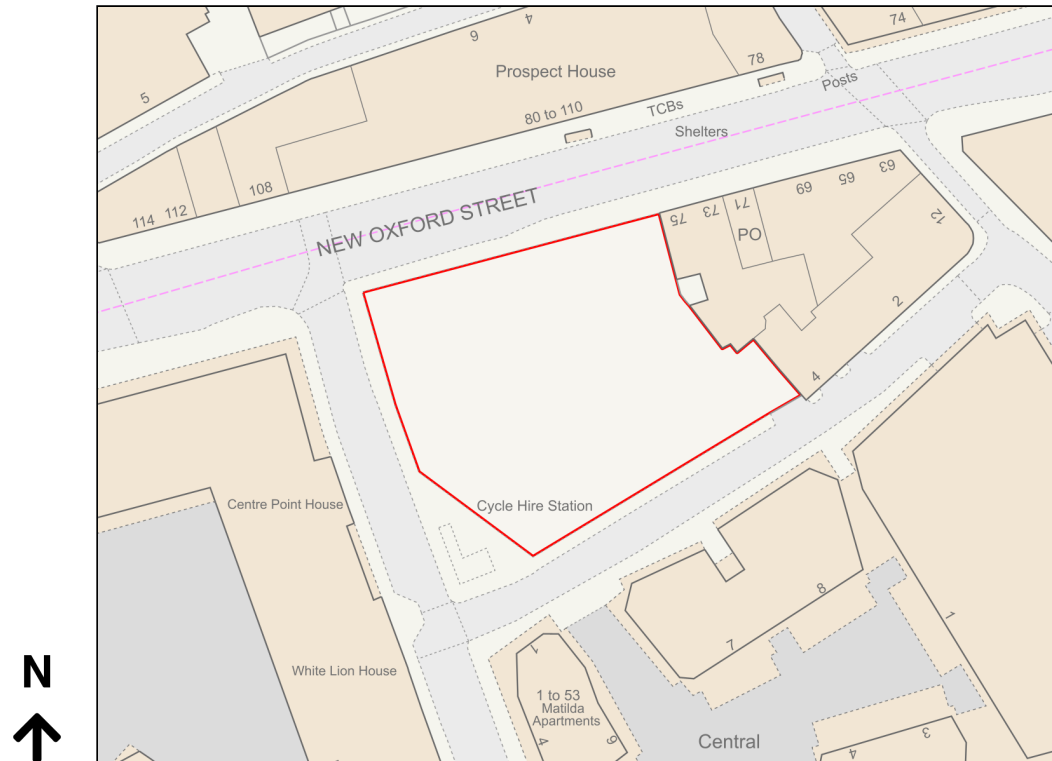 4
74
6
Prospect House
78
5
80 to 110
TCBs
Posts
Shelters
108
112
114
NEW OXFORD STREET
63
65
69
71
73
75
12
PO
2
4
Cycle Hire Station
Centre Point House
8
7
1
White Lion House
1
1 to 53
Matilda
Apartments
4
9
Central
3
4
N